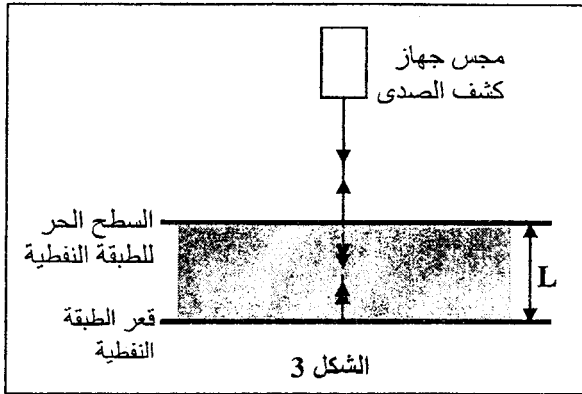 مجس جهاز
كشف الصدى
السطح الحر
للطبقة النفطية
L
قعر الطبقة
النفطية
الشكل 3